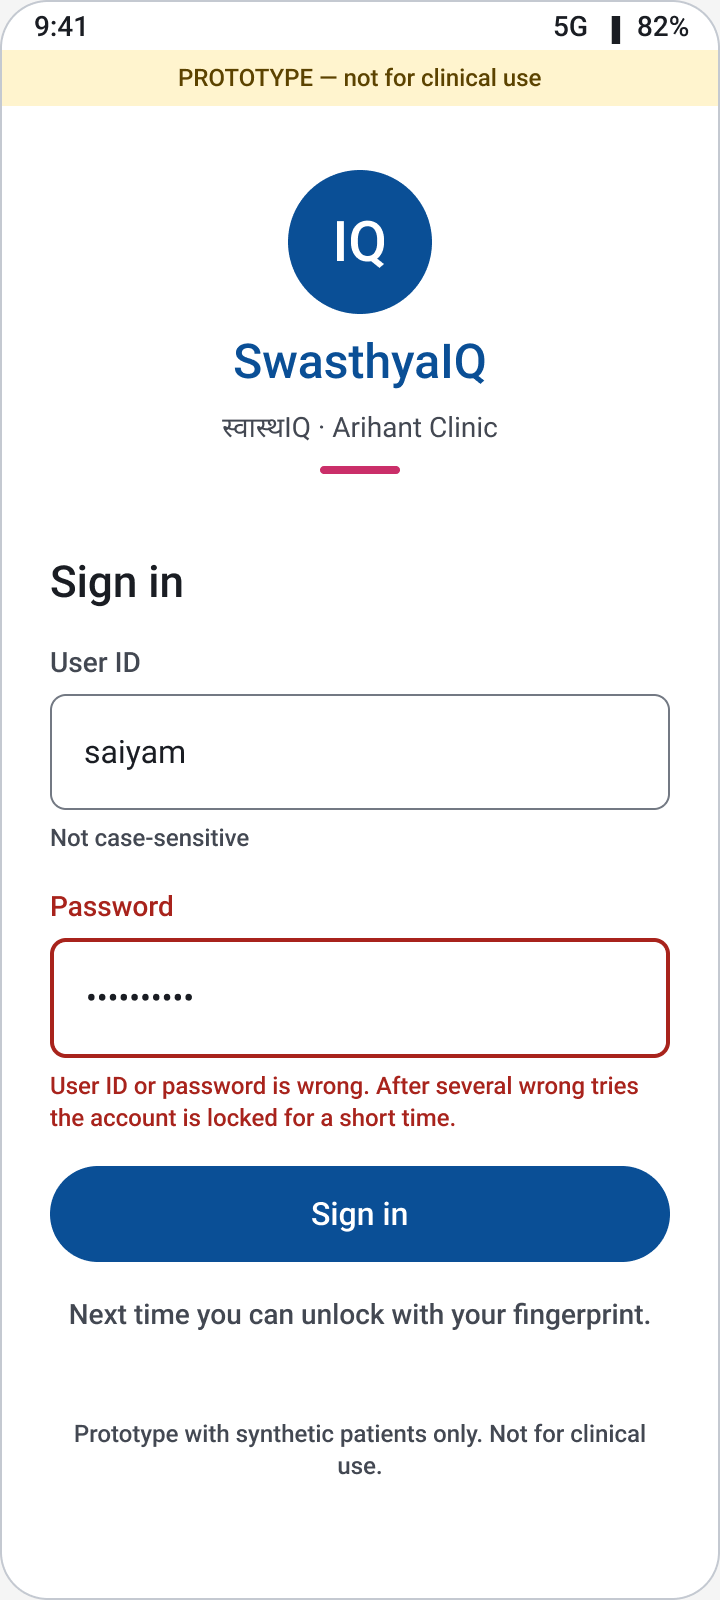 9:41 5G 82%
PROTOTYPE — not for clinical use
IQ
SwasthyaIQ
स्वास्थIQ · Arihant Clinic
Sign in
User ID
saiyam
Not case-sensitive
Password
••••••••••
User ID or password is wrong. After several wrong tries
the account is locked for a short time.
Sign in
Next time you can unlock with your fingerprint.
Prototype with synthetic patients only. Not for clinical
use.